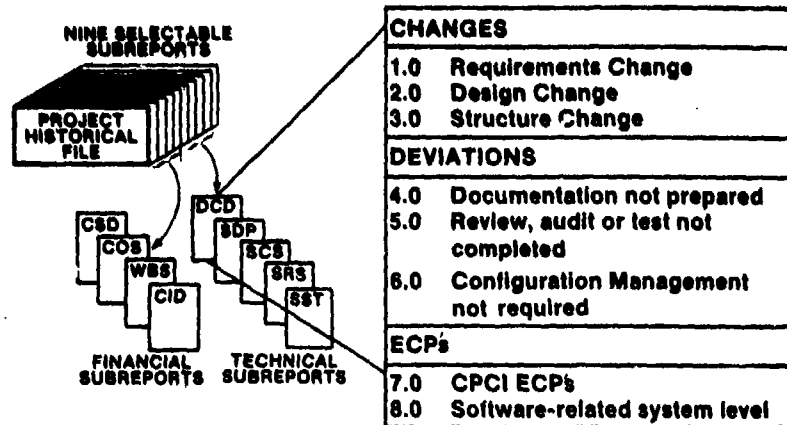 NINE SELECTABLE
SUBREPORTS
PROJECT
HISTORICAL
FILE
CSD
COS
WBS
CID
FINANCIAL
SUBREPORTS
DCD
SDP
SCS
SRS
SST
TECHNICAL
SUBREPORTS
CHANGES
1.0 Requirements Change
2.0 Design Change
3.0 Structure Change
DEVIATIONS
4.0 Documentation not prepared
5.0 Review, audit or test not
completed
6.0 Configuration Management
not required
ECP's
7.0 CPCI ECP's
8.0 Software-related system level